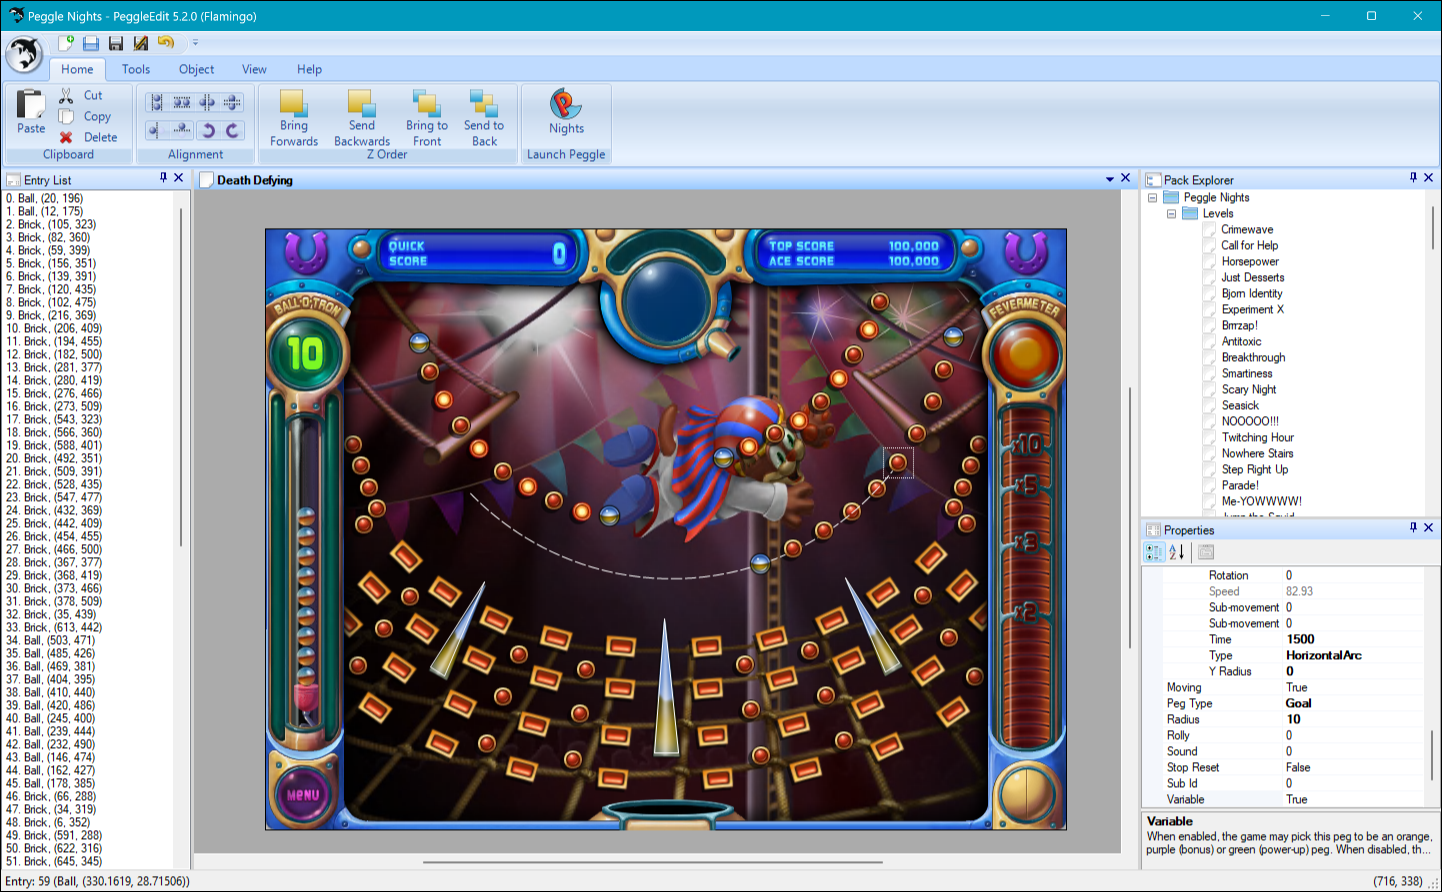 Peggle Nights - PeggleEdit 5.2.0 (Flamingo)
Home Tools Object View Help
Paste
Cut
Copy
Delete
Clipboard
Alignment
Bring Forwards
Send Backwards
Bring to Front
Send to Back
Z Order
Nights
Launch Peggle
Entry List
0. Ball, (20, 196)
1. Ball, (12, 175)
2. Brick, (105, 323)
3. Brick, (82, 360)
4. Brick, (59, 399)
5. Brick, (156, 351)
6. Brick, (139, 391)
7. Brick, (120, 435)
8. Brick, (102, 475)
9. Brick, (216, 369)
10. Brick, (206, 409)
11. Brick, (194, 455)
12. Brick, (182, 500)
13. Brick, (281, 377)
14. Brick, (280, 419)
15. Brick, (276, 466)
16. Brick, (273, 509)
17. Brick, (543, 323)
18. Brick, (566, 360)
19. Brick, (588, 401)
20. Brick, (492, 351)
21. Brick, (509, 391)
22. Brick, (528, 435)
23. Brick, (547, 477)
24. Brick, (432, 369)
25. Brick, (442, 409)
26. Brick, (454, 455)
27. Brick, (466, 500)
28. Brick, (367, 377)
29. Brick, (368, 419)
30. Brick, (373, 466)
31. Brick, (378, 509)
32. Brick, (35, 439)
33. Brick, (613, 442)
34. Ball, (503, 471)
35. Ball, (485, 426)
36. Ball, (469, 381)
37. Ball, (404, 395)
38. Ball, (410, 440)
39. Ball, (420, 486)
40. Ball, (245, 400)
41. Ball, (239, 444)
42. Ball, (232, 490)
43. Ball, (146, 474)
44. Ball, (162, 427)
45. Ball, (178, 385)
46. Brick, (66, 288)
47. Brick, (34, 319)
48. Brick, (6, 352)
49. Brick, (591, 288)
50. Brick, (622, 316)
51. Brick, (645, 345)
Death Defying
QUICK SCORE 0
TOP SCORE 100,000
ACE SCORE 100,000
BALL-O'TRON
10
FEVERMETER
x10
x5
x3
x2
MENU
Pack Explorer
Peggle Nights
Levels
Crimewave
Call for Help
Horsepower
Just Desserts
Bjorn Identity
Experiment X
Brrrzap!
Antitoxic
Breakthrough
Smartiness
Scary Night
Seasick
NOOOOO!!!
Twitching Hour
Nowhere Stairs
Step Right Up
Parade!
Me-YOWWWW!
Jump the Squid
Properties
Rotation 0
Speed 82.93
Sub-movement 0
Sub-movement 0
Time 1500
Type HorizontalArc
Y Radius 0
Moving True
Peg Type Goal
Radius 10
Rolly 0
Sound 0
Stop Reset False
Sub Id 0
Variable True
Variable
When enabled, the game may pick this peg to be an orange,
purple (bonus) or green (power-up) peg. When disabled, th...
Entry: 59 (Ball, (330.1619, 28.71506))
(716, 338)